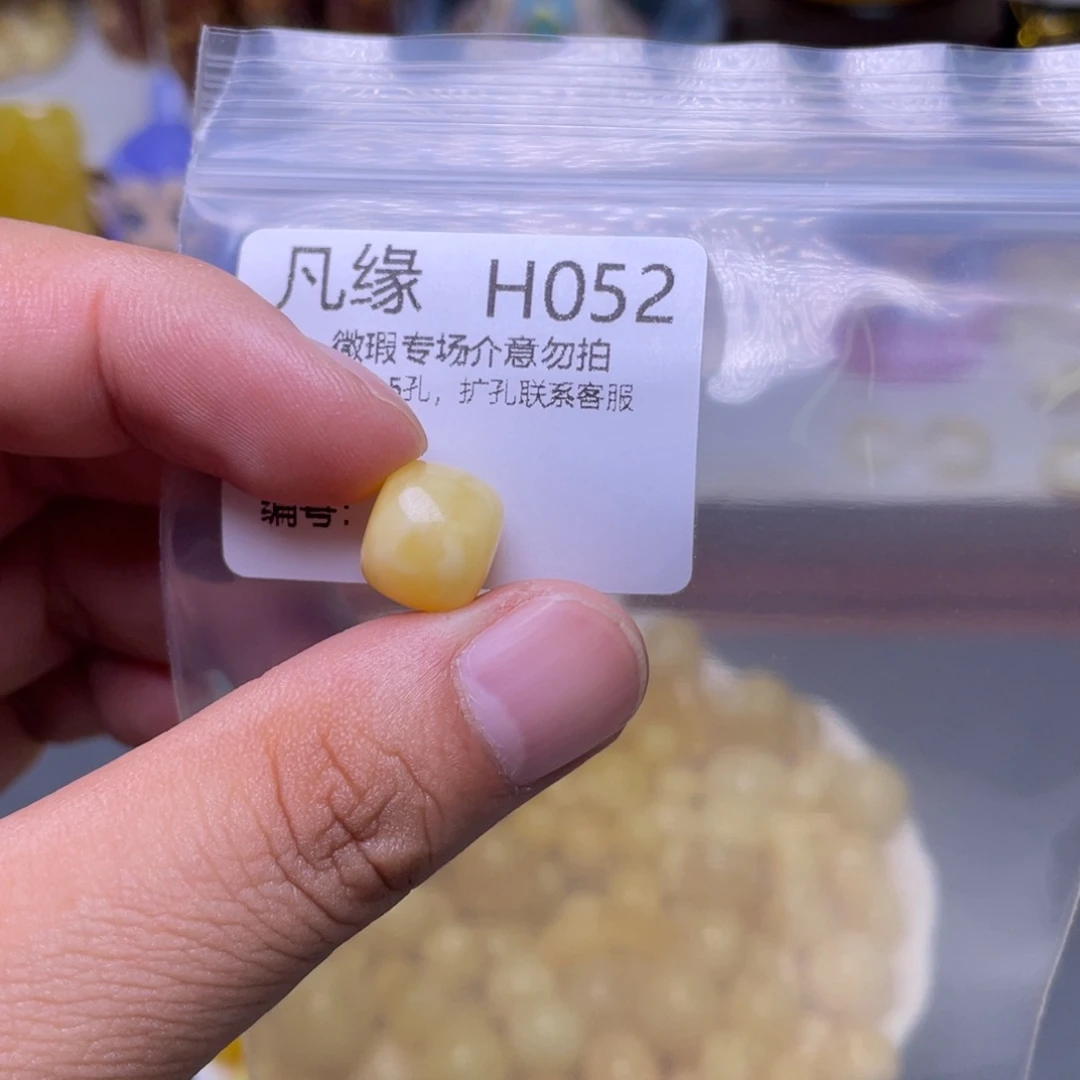 凡缘 H052
微瑕专场介意勿拍
5孔，扩孔联系客服
编号：